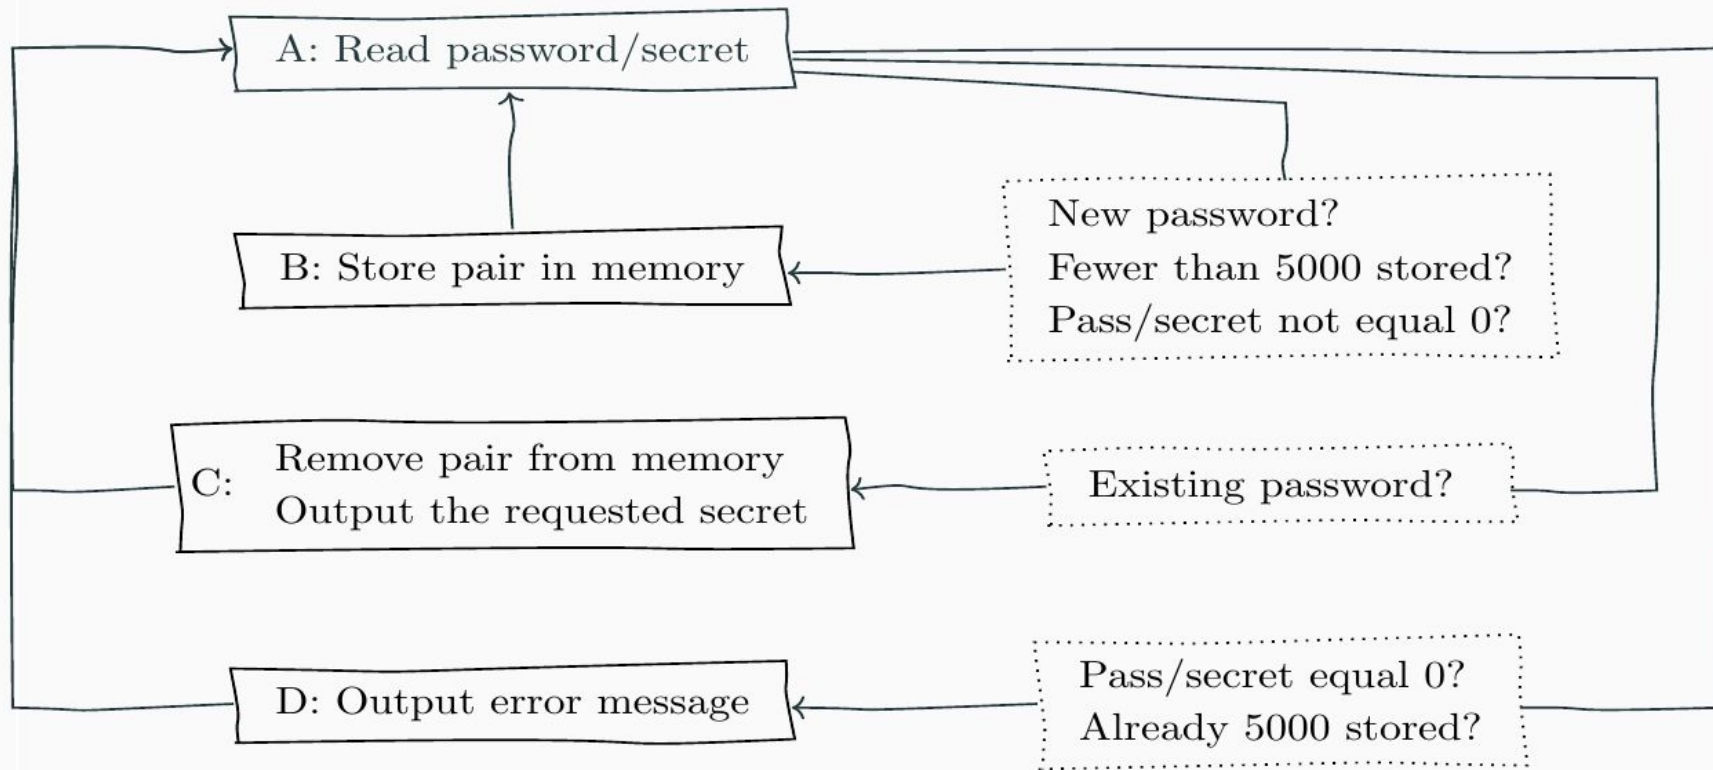 A: Read password/secret
New password?
Fewer than 5000 stored?
Pass/secret not equal 0?
B: Store pair in memory
C:
Remove pair from memory
Output the requested secret
Existing password?
D: Output error message
Pass/secret equal 0?
Already 5000 stored?